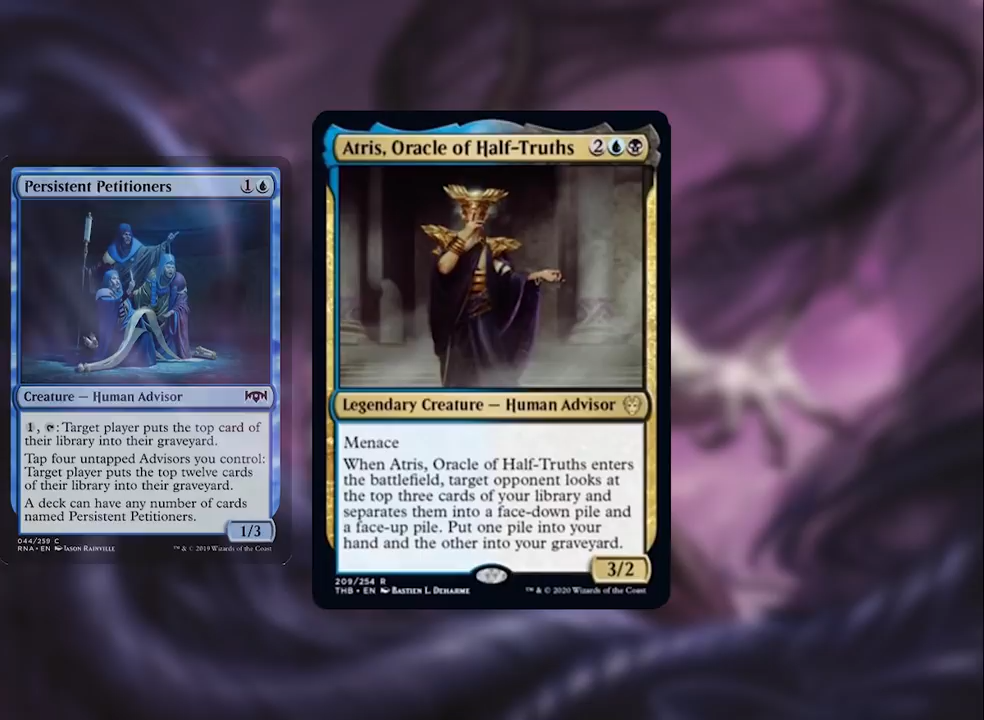 Persistent Petitioners 1
Creature — Human Advisor
1, : Target player puts the top card of
their library into their graveyard.
Tap four untapped Advisors you control:
Target player puts the top twelve cards
of their library into their graveyard.
A deck can have any number of cards
named Persistent Petitioners.
1/3
044/259 C
RNA • EN Jason Rainville
™ & © 2019 Wizards of the Coast
Atris, Oracle of Half-Truths 2
Legendary Creature — Human Advisor
Menace
When Atris, Oracle of Half-Truths enters
the battlefield, target opponent looks at
the top three cards of your library and
separates them into a face-down pile and
a face-up pile. Put one pile into your
hand and the other into your graveyard.
3/2
209/254 R
THB • EN Bastien L. Deharme
™ & © 2020 Wizards of the Coast